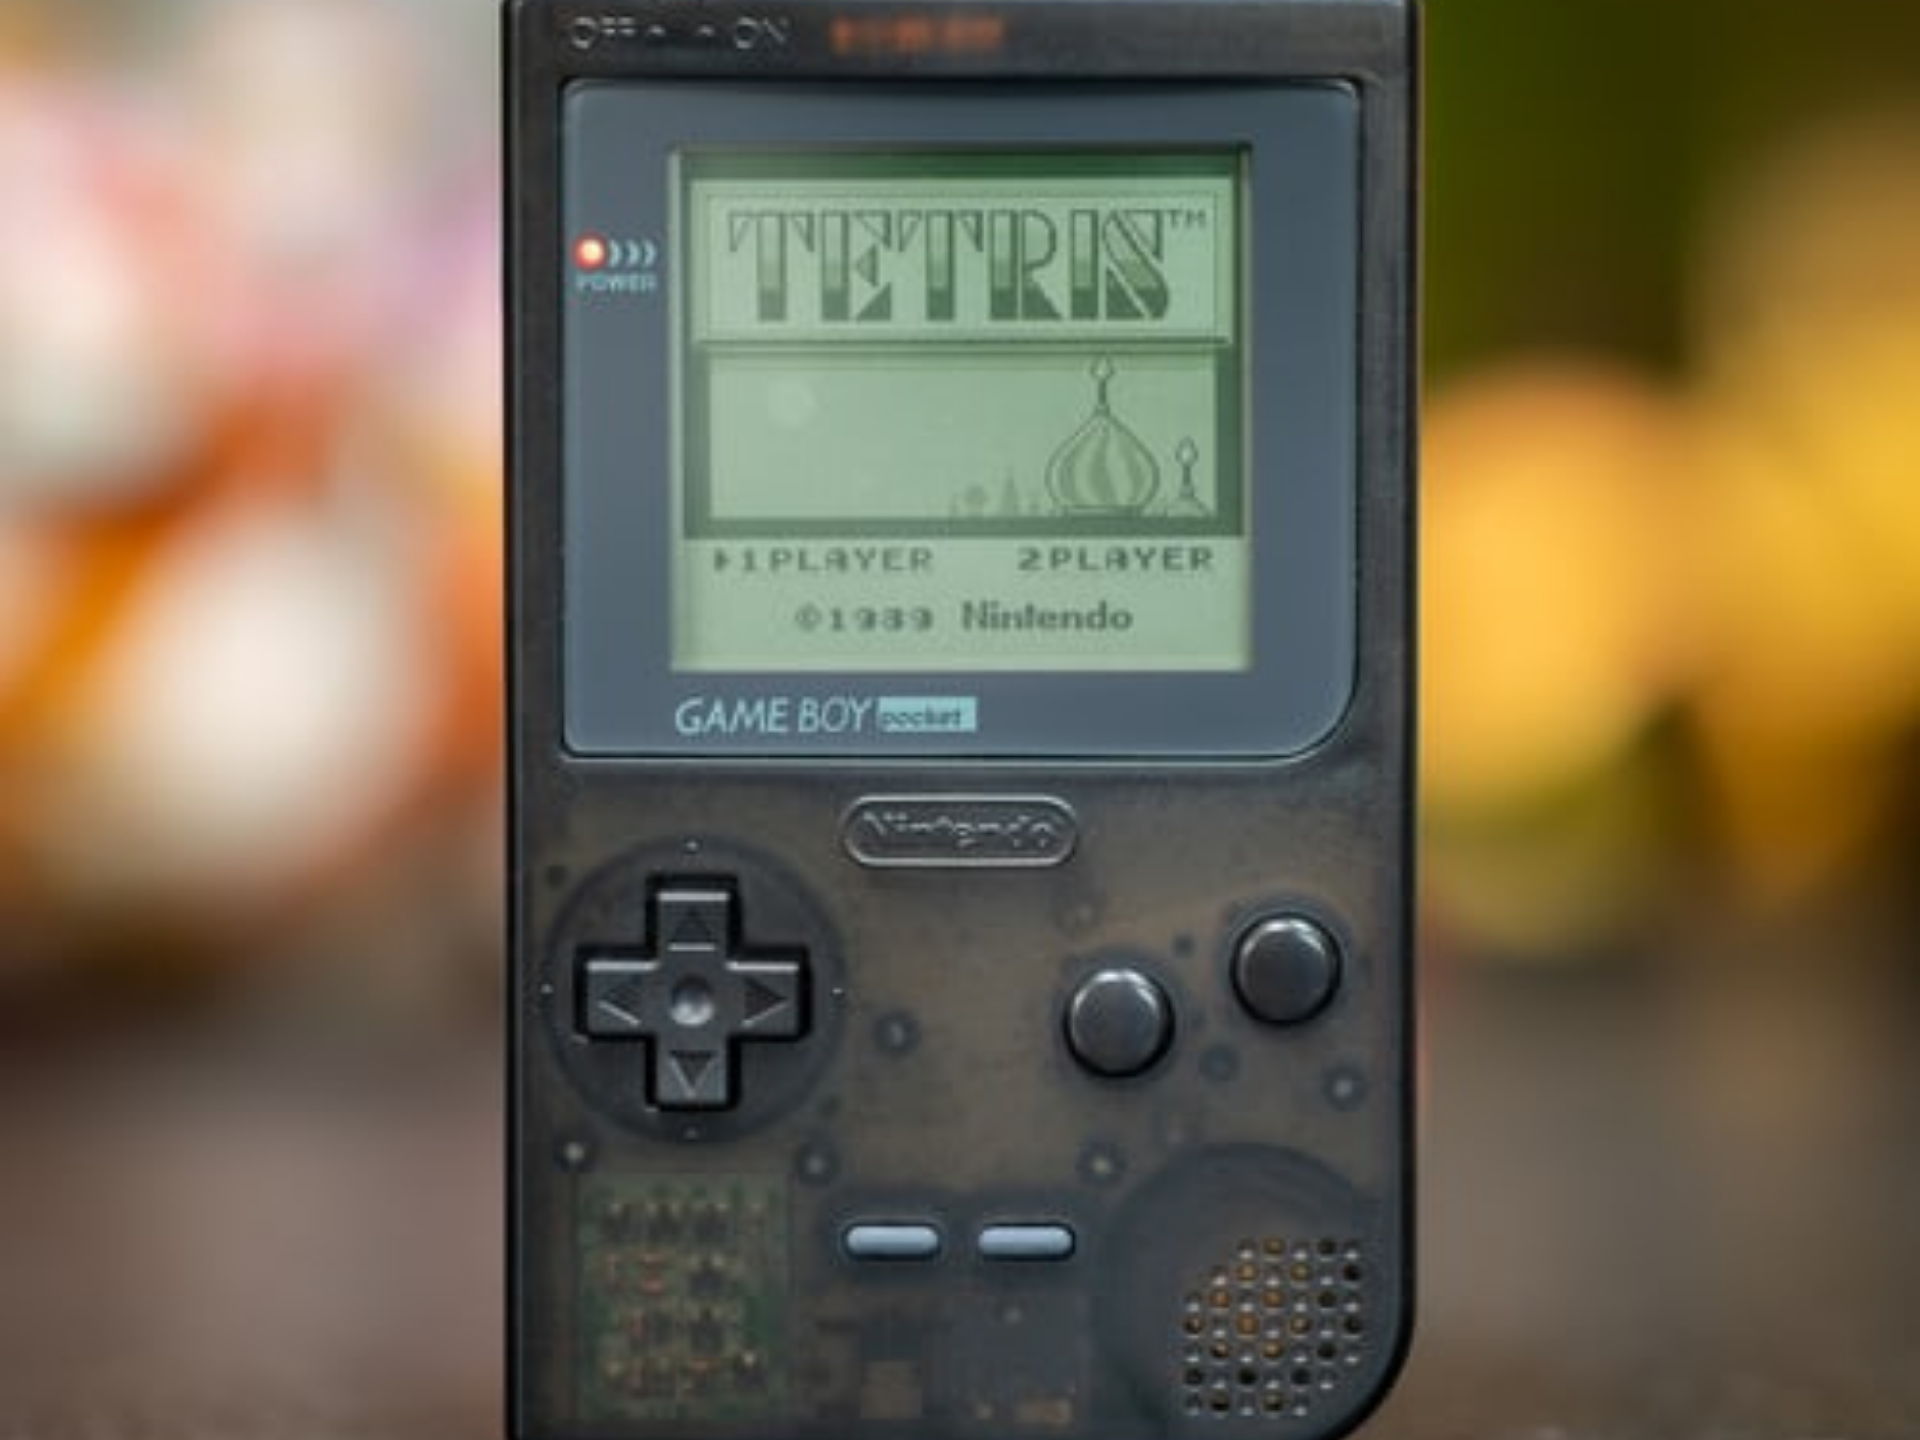 OFF ON
TETRIS™
POWER
1PLAYER 2PLAYER
©1989 Nintendo
GAME BOY pocket
Nintendo